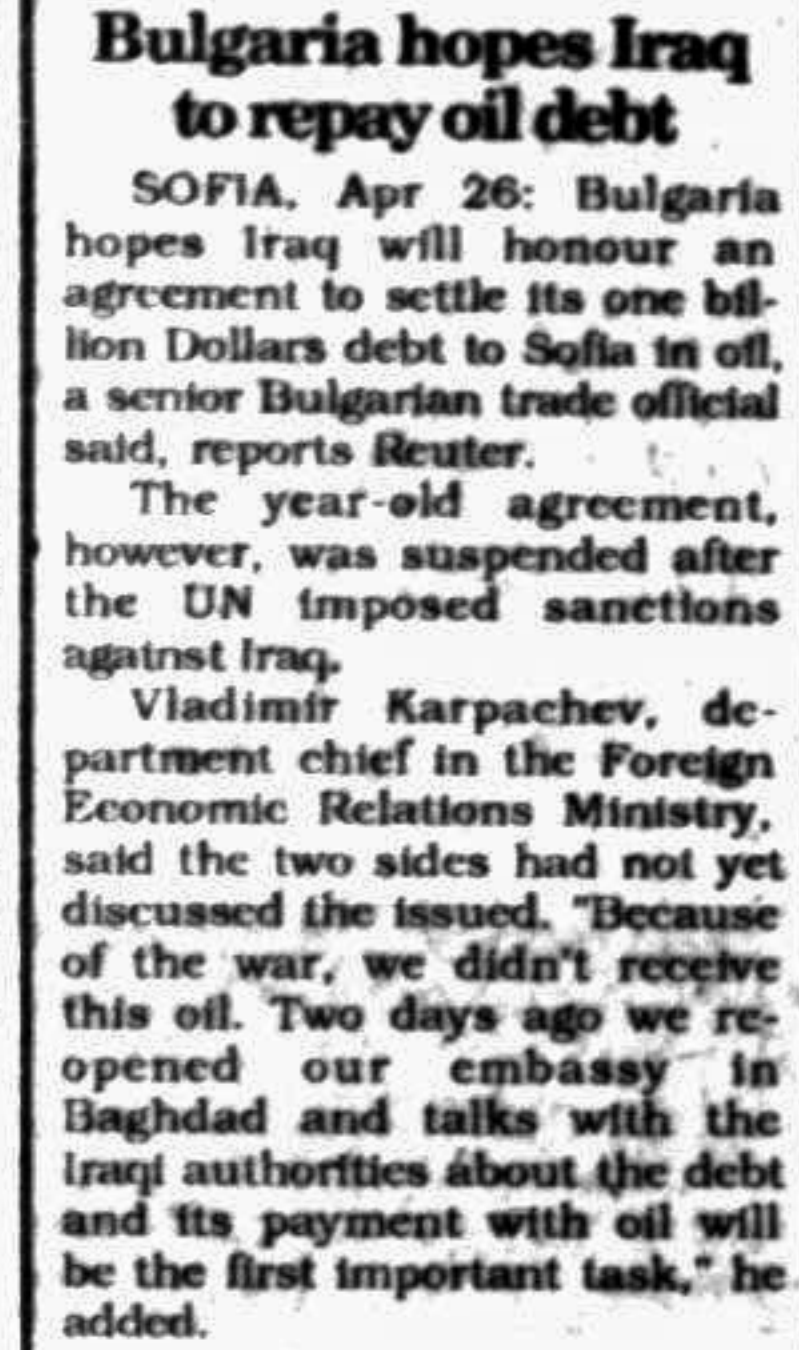 Bulgaria hopes Iraq
to repay oil debt
SOFIA, Apr 26: Bulgaria
hopes Iraq will honour an
agreement to settle its one bil-
lion Dollars debt to Sofia in oil,
a senior Bulgarian trade official
said, reports Reuter.
The year-old agreement,
however, was suspended after
the UN imposed sanctions
against Iraq.
Vladimir Karpachev, de-
partment chief in the Foreign
Economic Relations Ministry,
said the two sides had not yet
discussed the issued. "Because
of the war, we didn't receive
this oil. Two days ago we re-
opened our embassy in
Baghdad and talks with the
Iraqi authorities about the debt
and its payment with oil will
be the first important task," he
added.